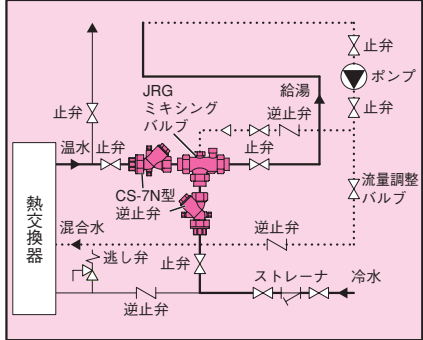 止弁
ポンプ
JRG
ミキシング
バルブ
給湯
止弁
逆止弁
止弁
温水
止弁
止弁
CS-7N型
逆止弁
流量調整
バルブ
熱交換器
混合水
逆止弁
逃し弁
止弁
ストレーナ
冷水
逆止弁